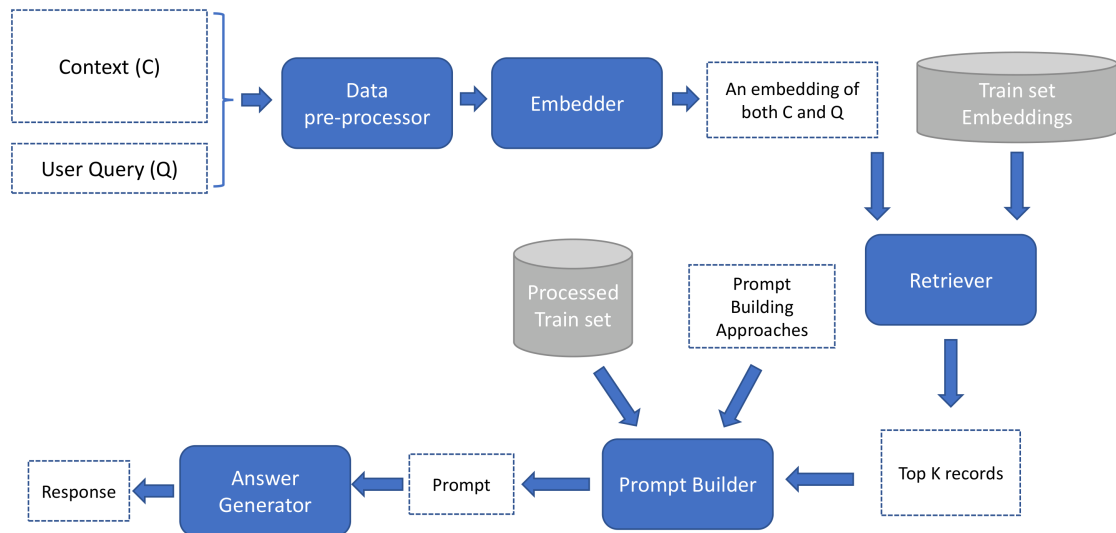 Context (C)
User Query (Q)
Data
pre-processor
Embedder
An embedding of
both C and Q
Train set
Embeddings
Retriever
Processed
Train set
Prompt
Building
Approaches
Top K records
Prompt Builder
Prompt
Answer
Generator
Response